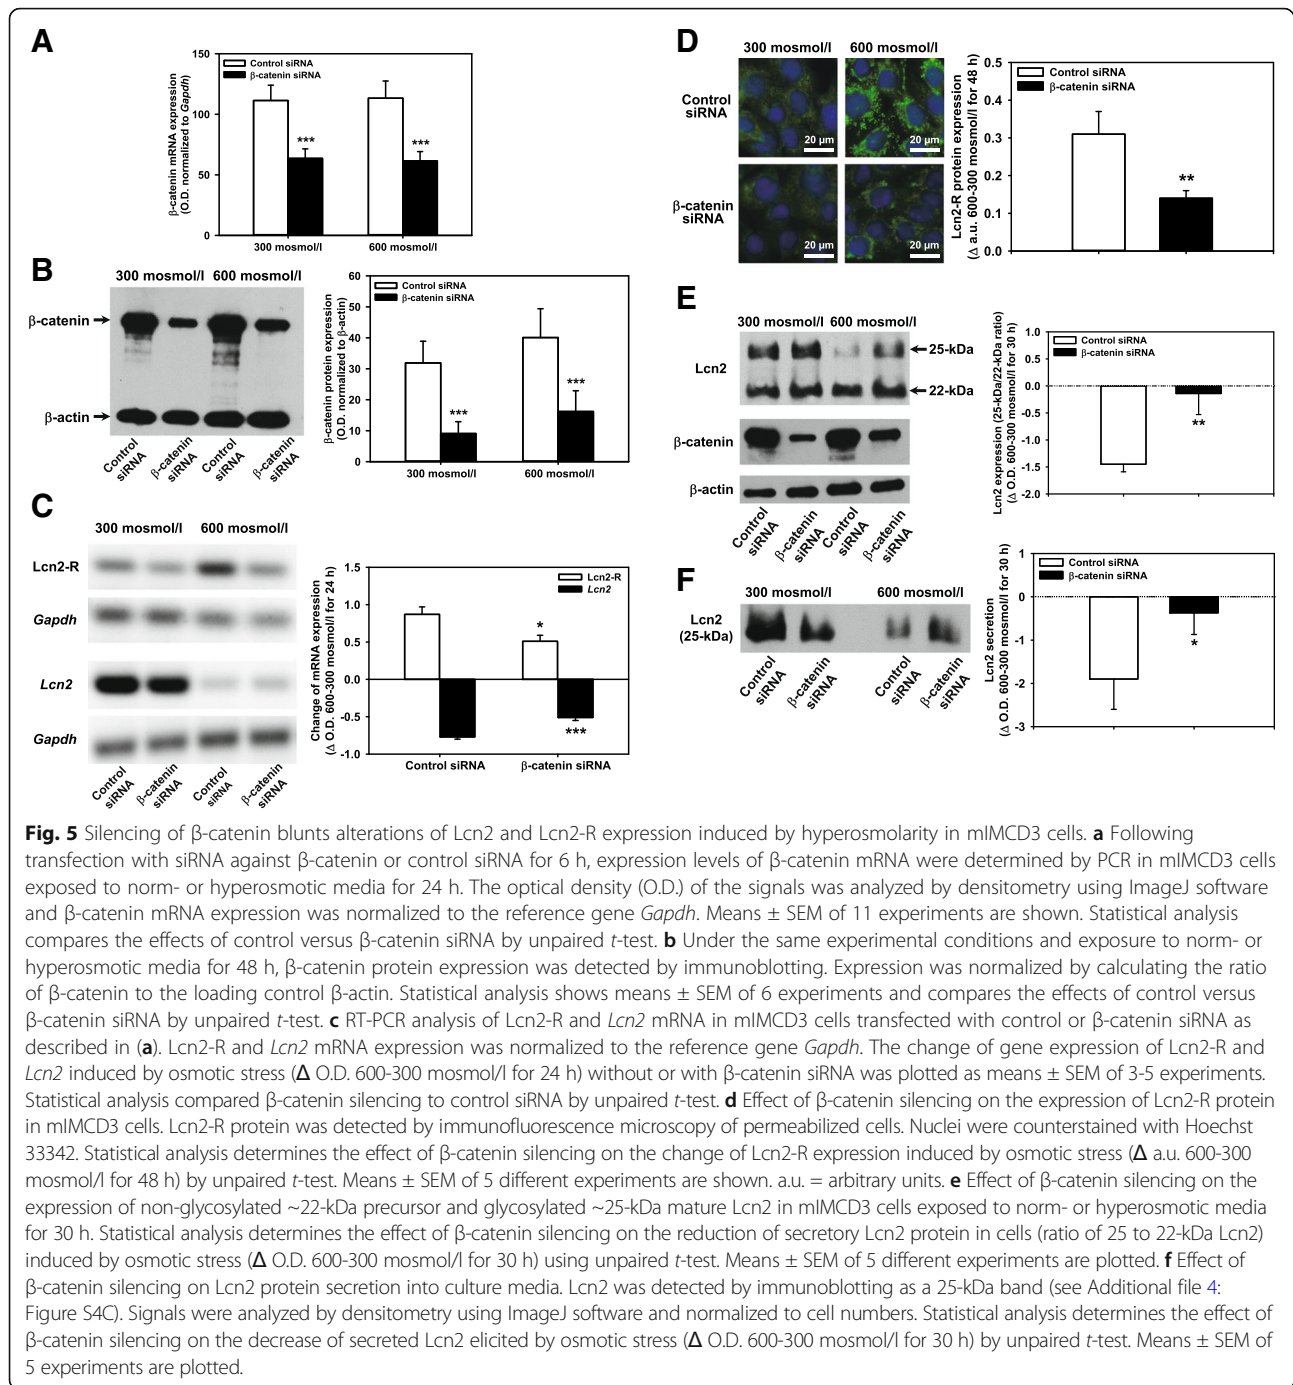 A
150
100
50
0
β-catenin mRNA expression
(O.D. normalized to Gapdh)
Control siRNA
β-catenin siRNA
***
***
300 mosmol/l
600 mosmol/l
B
300 mosmol/l 600 mosmol/l
β-catenin
β-actin
Control siRNA
β-catenin siRNA
Control siRNA
β-catenin siRNA
60
50
40
30
20
10
0
β-catenin protein expression
(O.D. normalized to β-actin)
Control siRNA
β-catenin siRNA
***
***
300 mosmol/l
600 mosmol/l
C
300 mosmol/l 600 mosmol/l
Lcn2-R
Gapdh
Lcn2
Gapdh
Control siRNA
β-catenin siRNA
Control siRNA
β-catenin siRNA
1.5
1.0
0.5
0.0
-0.5
-1.0
Change of mRNA expression
(Δ O.D. 600-300 mosmol/l for 24 h)
Lcn2-R
Lcn2
*
***
Control siRNA
β-catenin siRNA
D
300 mosmol/l 600 mosmol/l
Control siRNA
β-catenin siRNA
20 µm
20 µm
20 µm
20 µm
0.5
0.4
0.3
0.2
0.1
0.0
Lcn2-R protein expression
(Δ a.u. 600-300 mosmol/l for 48 h)
Control siRNA
β-catenin siRNA
**
E
300 mosmol/l 600 mosmol/l
Lcn2
25-kDa
22-kDa
β-catenin
β-actin
Control siRNA
β-catenin siRNA
Control siRNA
β-catenin siRNA
1.0
0.5
0.0
-0.5
-1.0
-1.5
-2.0
Lcn2 expression (25-kDa/22-kDa ratio)
(Δ O.D. 600-300 mosmol/l for 30 h)
Control siRNA
β-catenin siRNA
**
F
300 mosmol/l
600 mosmol/l
Lcn2
(25-kDa)
Control siRNA
β-catenin siRNA
Control siRNA
β-catenin siRNA
1
0
-1
-2
-3
Lcn2 secretion
(Δ O.D. 600-300 mosmol/l for 30 h)
Control siRNA
β-catenin siRNA
*
Fig. 5 Silencing of β-catenin blunts alterations of Lcn2 and Lcn2-R expression induced by hyperosmolarity in mIMCD3 cells. a Following
transfection with siRNA against β-catenin or control siRNA for 6 h, expression levels of β-catenin mRNA were determined by PCR in mIMCD3 cells
exposed to norm- or hyperosmotic media for 24 h. The optical density (O.D.) of the signals was analyzed by densitometry using ImageJ software
and β-catenin mRNA expression was normalized to the reference gene Gapdh. Means ± SEM of 11 experiments are shown. Statistical analysis
compares the effects of control versus β-catenin siRNA by unpaired t-test. b Under the same experimental conditions and exposure to norm- or
hyperosmotic media for 48 h, β-catenin protein expression was detected by immunoblotting. Expression was normalized by calculating the ratio
of β-catenin to the loading control β-actin. Statistical analysis shows means ± SEM of 6 experiments and compares the effects of control versus
β-catenin siRNA by unpaired t-test. c RT-PCR analysis of Lcn2-R and Lcn2 mRNA in mIMCD3 cells transfected with control or β-catenin siRNA as
described in (a). Lcn2-R and Lcn2 mRNA expression was normalized to the reference gene Gapdh. The change of gene expression of Lcn2-R and
Lcn2 induced by osmotic stress (Δ O.D. 600-300 mosmol/l for 24 h) without or with β-catenin siRNA was plotted as means ± SEM of 3-5 experiments.
Statistical analysis compared β-catenin silencing to control siRNA by unpaired t-test. d Effect of β-catenin silencing on the expression of Lcn2-R protein
in mIMCD3 cells. Lcn2-R protein was detected by immunofluorescence microscopy of permeabilized cells. Nuclei were counterstained with Hoechst
33342. Statistical analysis determines the effect of β-catenin silencing on the change of Lcn2-R expression induced by osmotic stress (Δ a.u. 600-300
mosmol/l for 48 h) by unpaired t-test. Means ± SEM of 5 different experiments are shown. a.u. = arbitrary units. e Effect of β-catenin silencing on the
expression of non-glycosylated ~22-kDa precursor and glycosylated ~25-kDa mature Lcn2 in mIMCD3 cells exposed to norm- or hyperosmotic media
for 30 h. Statistical analysis determines the effect of β-catenin silencing on the reduction of secretory Lcn2 protein in cells (ratio of 25 to 22-kDa Lcn2)
induced by osmotic stress (Δ O.D. 600-300 mosmol/l for 30 h) using unpaired t-test. Means ± SEM of 5 different experiments are plotted. f Effect of
β-catenin silencing on Lcn2 protein secretion into culture media. Lcn2 was detected by immunoblotting as a 25-kDa band (see Additional file 4:
Figure S4C). Signals were analyzed by densitometry using ImageJ software and normalized to cell numbers. Statistical analysis determines the effect of
β-catenin silencing on the decrease of secreted Lcn2 elicited by osmotic stress (Δ O.D. 600-300 mosmol/l for 30 h) by unpaired t-test. Means ± SEM of
5 experiments are plotted.